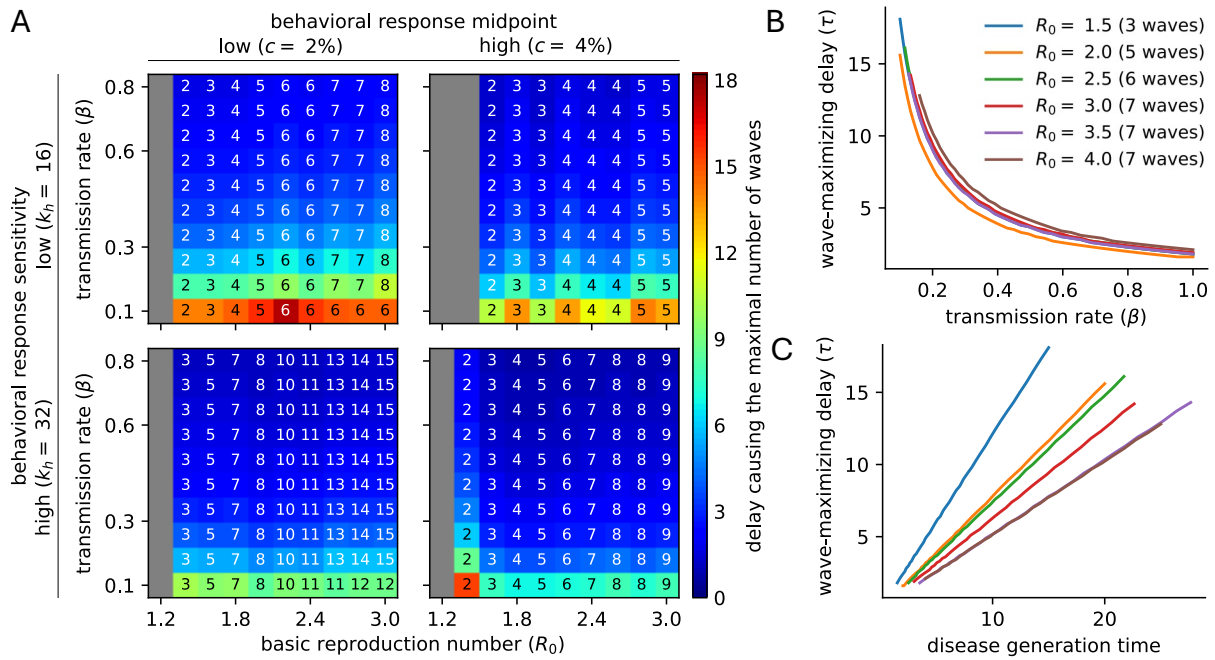 A
behavioral response midpoint
low (c = 2%)
high (c = 4%)
behavioral response sensitivity
low (k_h = 16)
high (k_h = 32)
transmission rate (β)
0.8
0.6
0.3
0.1
2 3 4 5 6 6 7 7 8
2 3 4 5 6 6 7 7 8
2 3 4 5 6 6 7 7 8
2 3 4 5 6 6 7 7 8
2 3 4 5 6 6 7 7 8
2 3 4 5 6 6 7 7 8
2 3 4 5 6 6 7 7 8
2 3 4 5 6 6 7 7 8
2 3 4 5 6 6 7 7 8
2 3 4 5 6 6 6 6 6
2 3 3 4 4 4 5 5
2 3 3 4 4 4 5 5
2 3 3 4 4 4 5 5
2 3 3 4 4 4 5 5
2 3 3 4 4 4 5 5
2 3 3 4 4 4 5 5
2 3 3 4 4 4 5 5
2 3 3 4 4 4 5 5
2 3 3 4 4 4 5 5
2 3 3 4 4 4 5 5
transmission rate (β)
0.8
0.6
0.3
0.1
3 5 7 8 10 11 13 14 15
3 5 7 8 10 11 13 14 15
3 5 7 8 10 11 13 14 15
3 5 7 8 10 11 13 14 15
3 5 7 8 10 11 13 14 15
3 5 7 8 10 11 13 14 15
3 5 7 8 10 11 13 14 15
3 5 7 8 10 11 13 14 15
3 5 7 8 10 11 13 14 15
3 5 7 8 10 11 11 12 12
2 3 4 5 6 7 8 8 9
2 3 4 5 6 7 8 8 9
2 3 4 5 6 7 8 8 9
2 3 4 5 6 7 8 8 9
2 3 4 5 6 7 8 8 9
2 3 4 5 6 7 8 8 9
2 3 4 5 6 7 8 8 9
2 3 4 5 6 7 8 8 9
2 3 4 5 6 7 8 8 9
2 3 4 5 6 7 8 8 9
1.2 1.8 2.4 3.0
1.2 1.8 2.4 3.0
basic reproduction number (R₀)
18
15
12
9
6
3
0
delay causing the maximal number of waves
B
wave-maximizing delay (τ)
15
10
5
R₀ = 1.5 (3 waves)
R₀ = 2.0 (5 waves)
R₀ = 2.5 (6 waves)
R₀ = 3.0 (7 waves)
R₀ = 3.5 (7 waves)
R₀ = 4.0 (7 waves)
0.2 0.4 0.6 0.8 1.0
transmission rate (β)
C
wave-maximizing delay (τ)
15
10
5
10 20
disease generation time